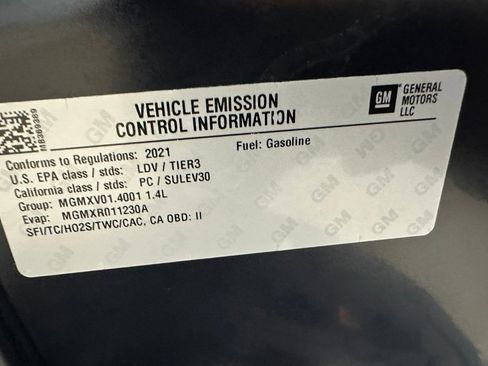 VEHICLE EMISSION
CONTROL INFORMATION
GM GENERAL
MOTORS
LLC
Conforms to Regulations: 2021
Fuel: Gasoline
U.S. EPA class / stds: LDV / TIER3
California class / stds: PC / SULEV30
Group: MGMXV01.4001 1.4L
Evap: MGMXR011230A
SFI/TC/HO2S/TWC/CAC, CA OBD: II